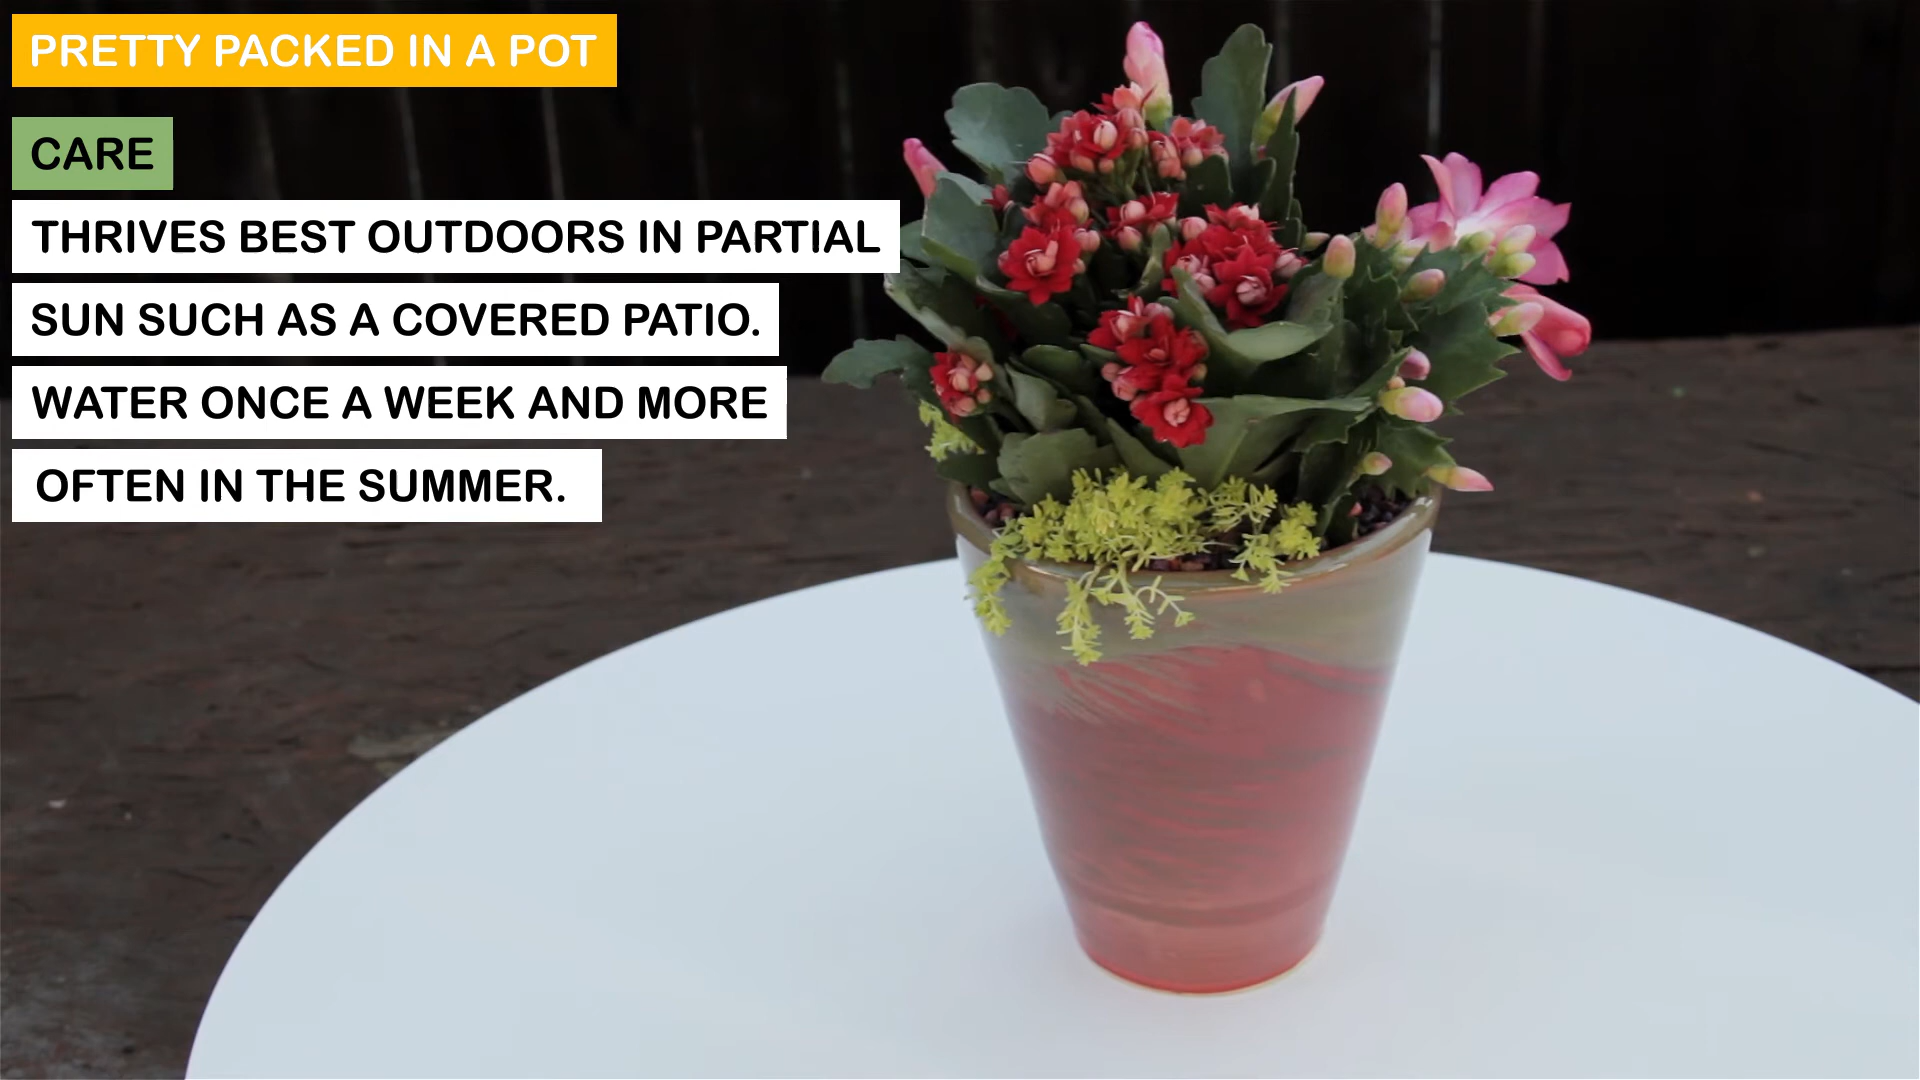 PRETTY PACKED IN A POT
CARE
THRIVES BEST OUTDOORS IN PARTIAL
SUN SUCH AS A COVERED PATIO.
WATER ONCE A WEEK AND MORE
OFTEN IN THE SUMMER.